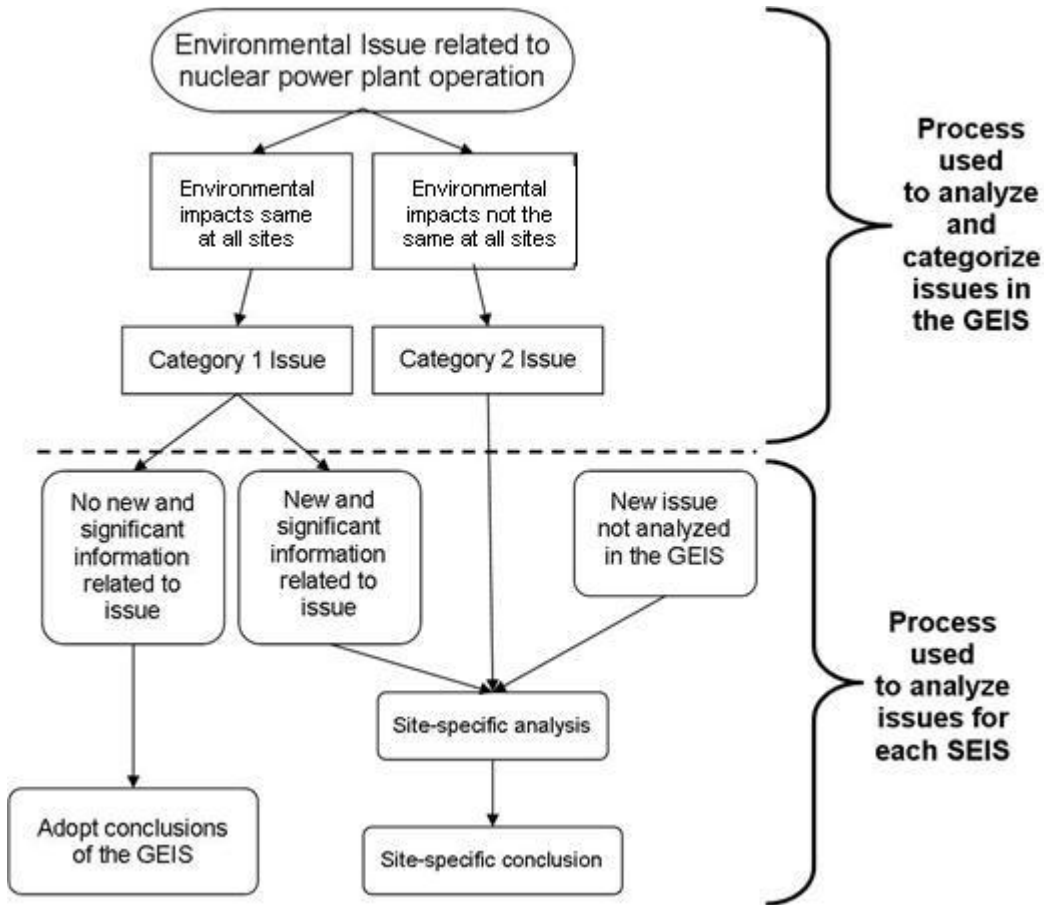 Environmental Issue related to
nuclear power plant operation
Environmental
impacts same
at all sites
Environmental
impacts not the
same at all sites
Category 1 Issue
Category 2 Issue
Process
used
to analyze
and
categorize
issues in
the GEIS
No new and
significant
information
related to
issue
New and
significant
information
related to
issue
New issue
not analyzed
in the GEIS
Site-specific analysis
Adopt conclusions
of the GEIS
Site-specific conclusion
Process
used
to analyze
issues for
each SEIS